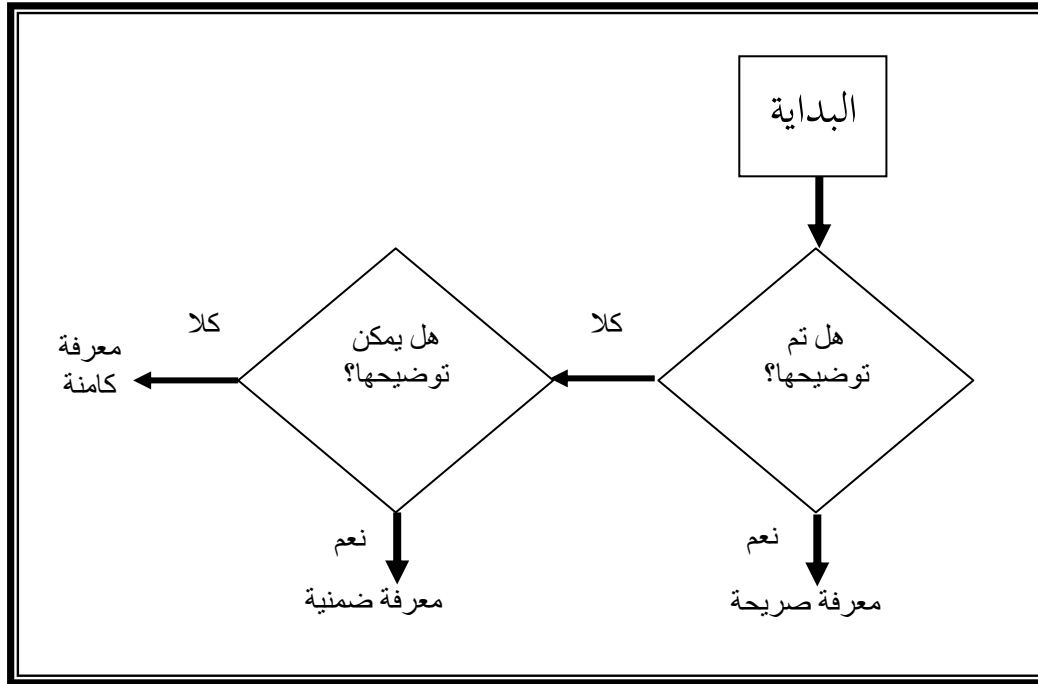 البداية
هل تم
توضيحها؟
كلا
هل يمكن
توضيحها؟
كلا
معرفة
كامنة
نعم
معرفة صريحة
نعم
معرفة ضمنية